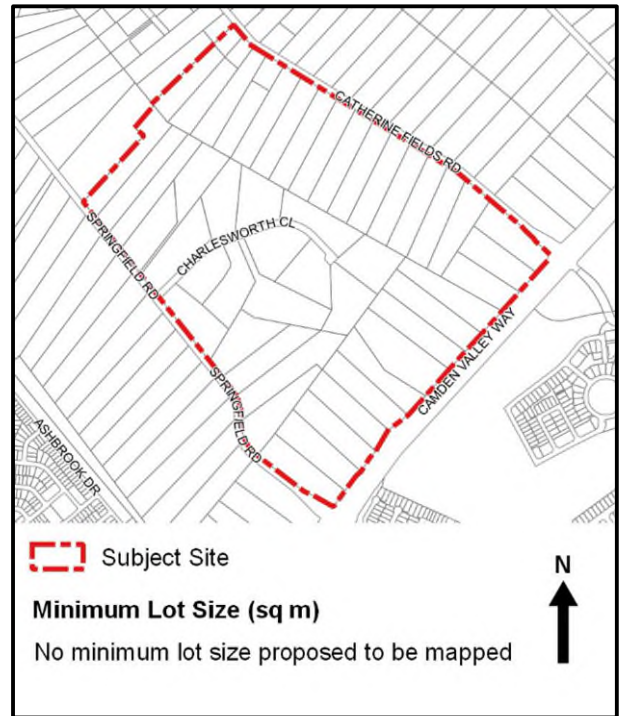 CATHERINE FIELDS RD
SPRINGFIELD RD
CHARLESWORTH CL
CAMDEN VALLEY WAY
SPRINGFIELD RD
ASHBROOK DR
Subject Site
N
Minimum Lot Size (sq m)
No minimum lot size proposed to be mapped